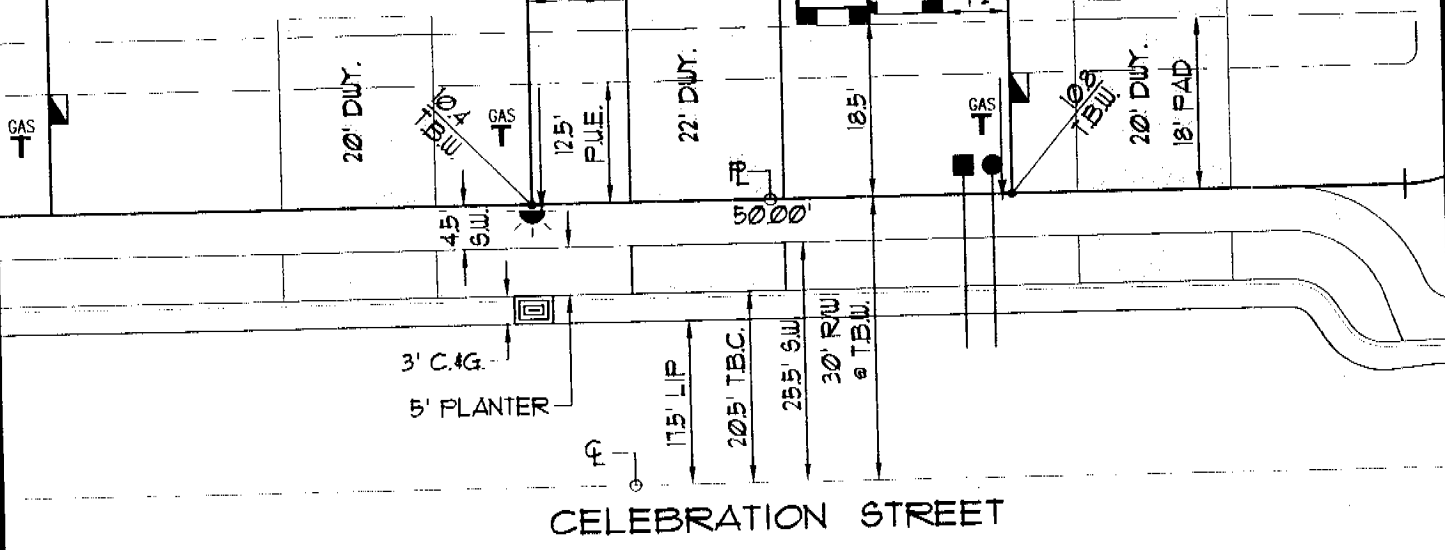 20' DWY.
10.4
T.B.W.
GAS
T
GAS
T
12.5'
P.U.E.
22' DWY.
18.5'
GAS
T
10.8
T.B.W.
20' DWY.
18' PAD
PL
50.00'
4.5'
S.W.
3' C.&G.
5' PLANTER
17.5' LIP
20.5' T.B.C.
25.5' S.W.
30' R/W
@ T.B.W.
CL
CELEBRATION STREET